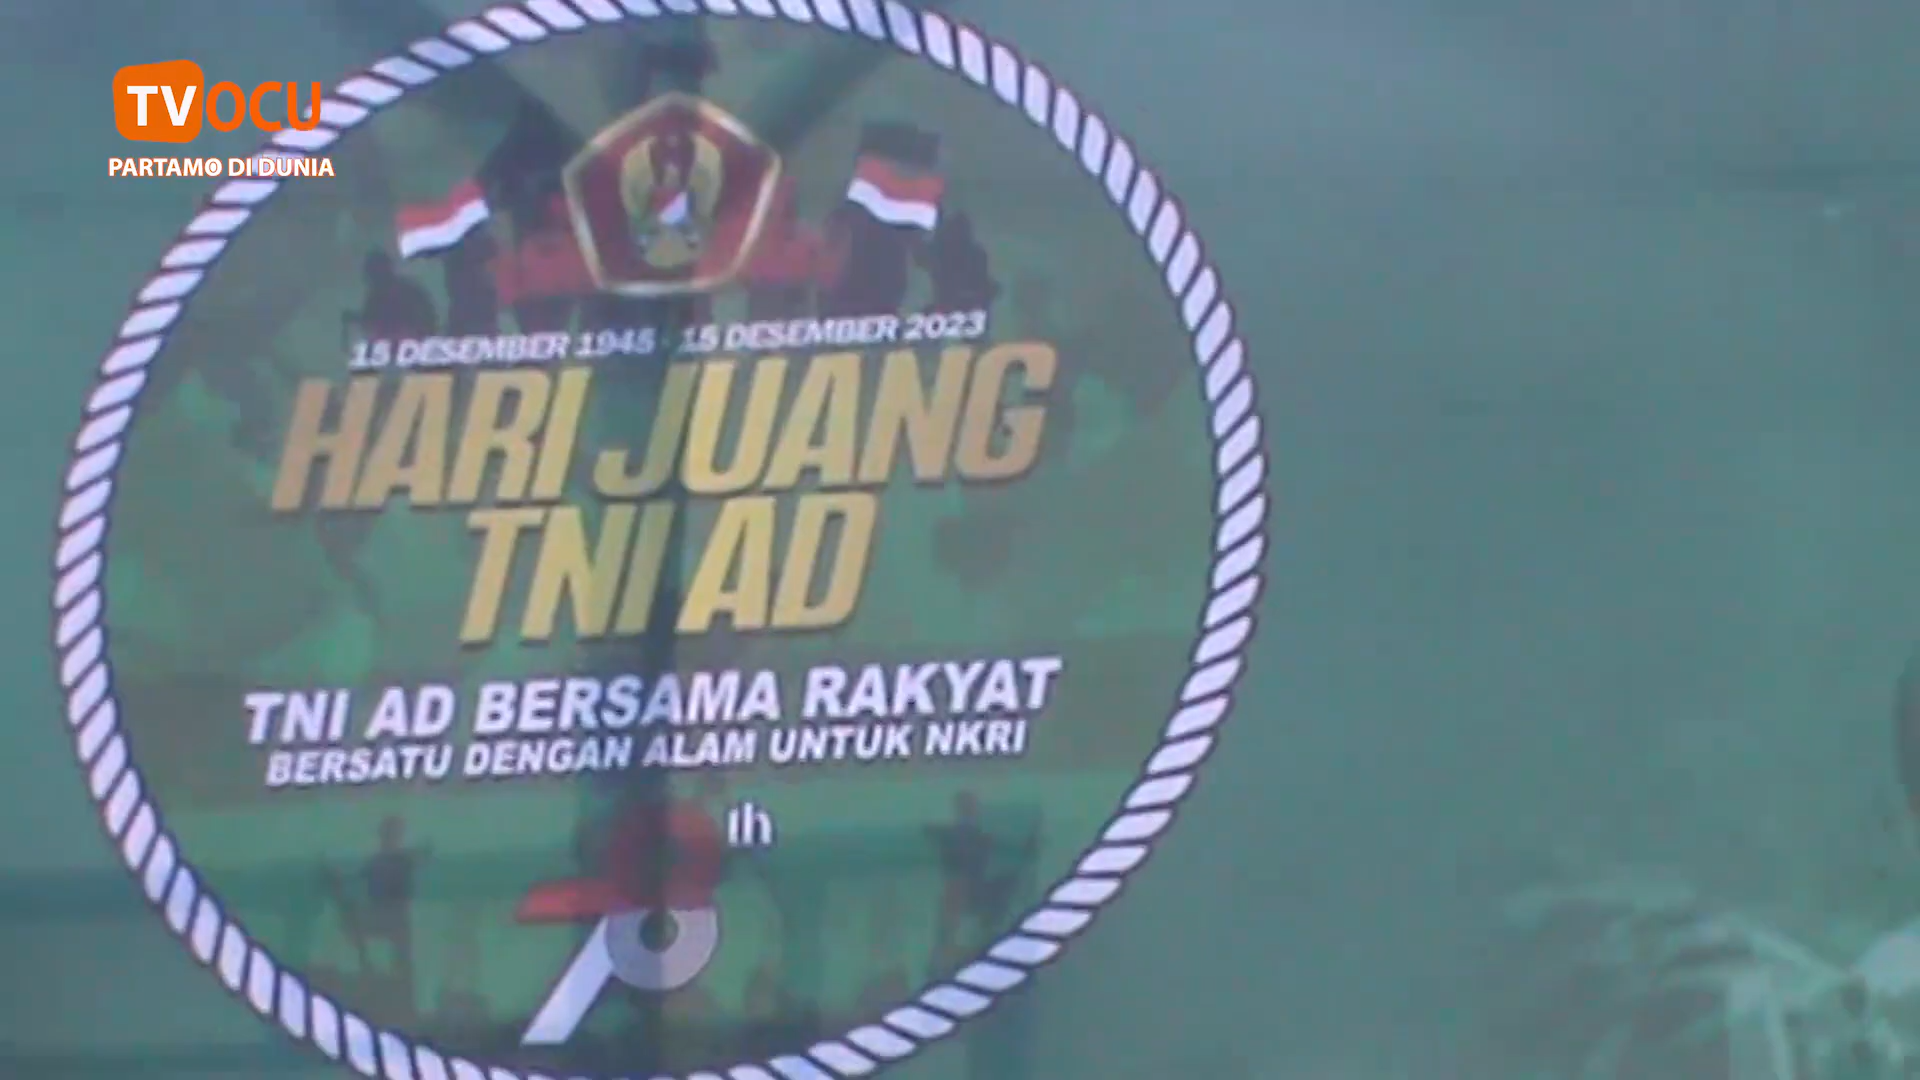 TVOCU
PARTAMO DI DUNIA
15 DESEMBER 1945 - 15 DESEMBER 2023
HARI JUANG
TNI AD
TNI AD BERSAMA RAKYAT
BERSATU DENGAN ALAM UNTUK NKRI
th
78